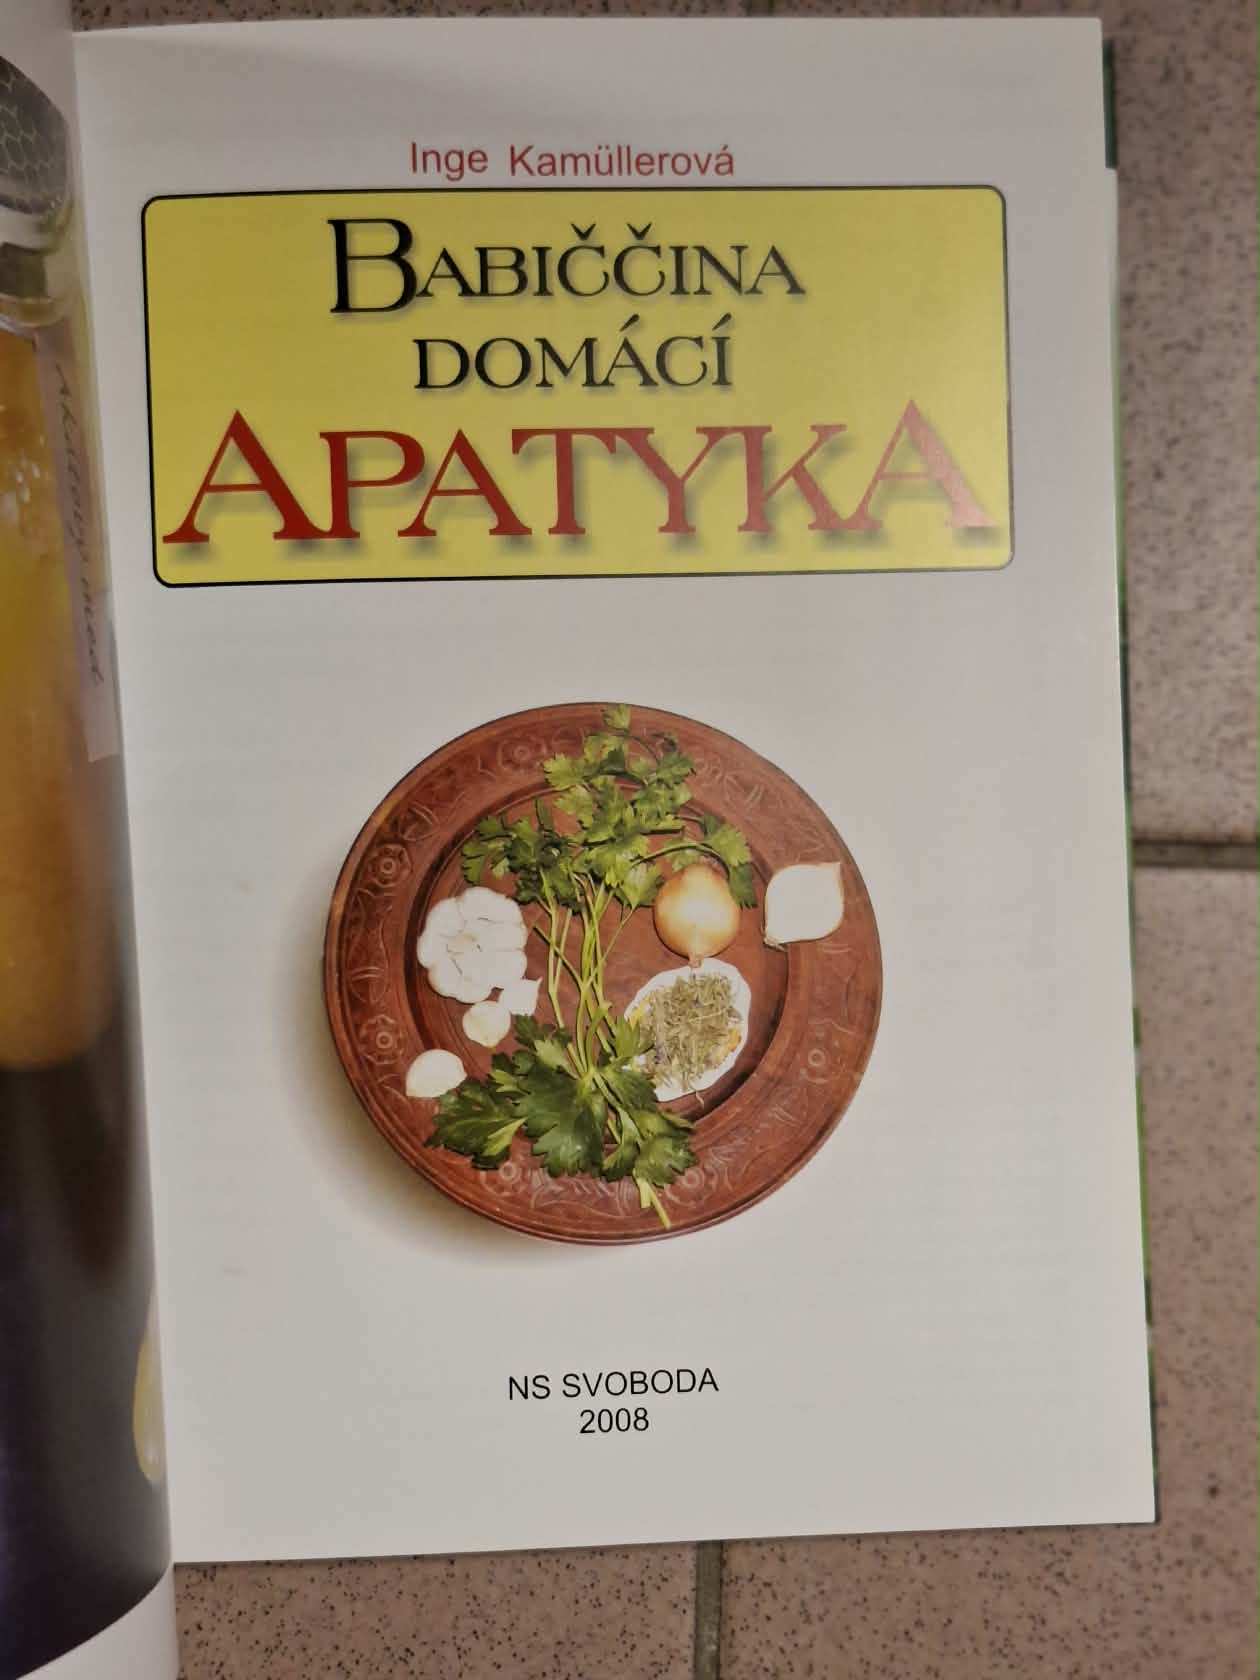 Inge Kamüllerová
BABIČČINA
DOMÁCÍ
APATYKA
NS SVOBODA
2008